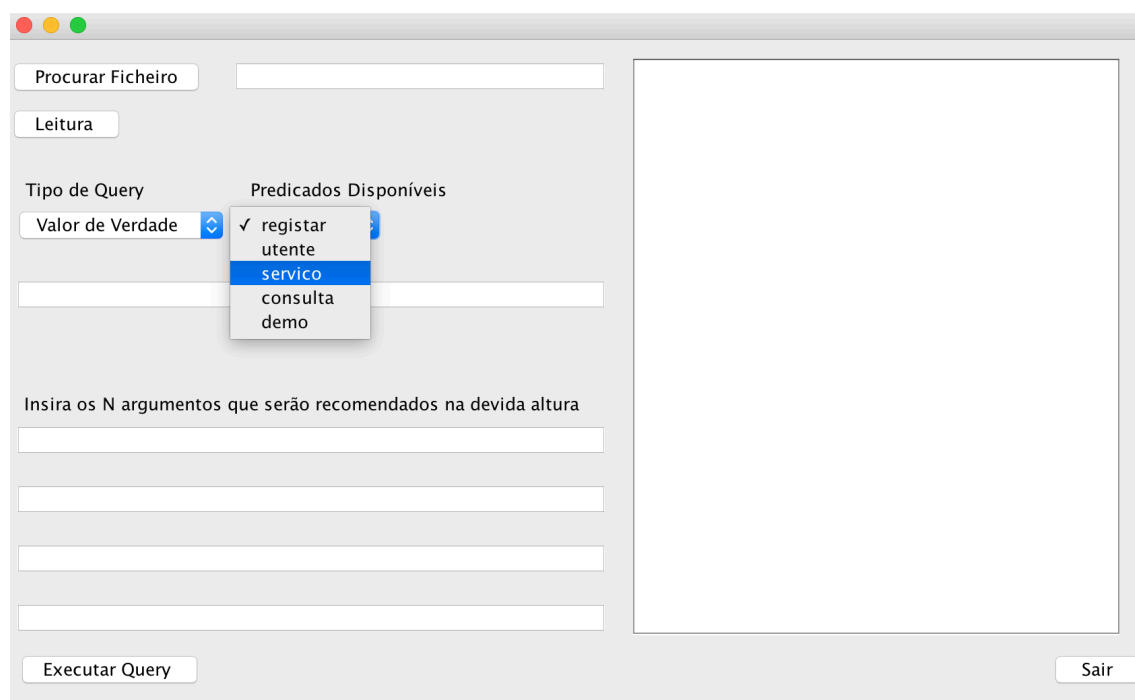 Procurar Ficheiro
Leitura
Tipo de Query
Predicados Disponíveis
Valor de Verdade
✓ registar
utente
servico
consulta
demo
Insira os N argumentos que serão recomendados na devida altura
Executar Query
Sair